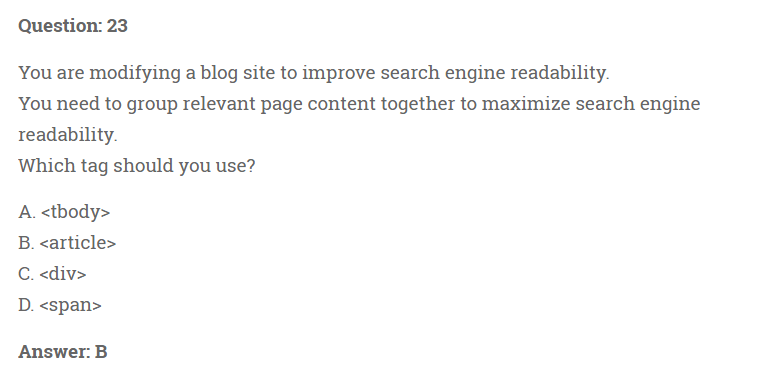 Question: 23
You are modifying a blog site to improve search engine readability.
You need to group relevant page content together to maximize search engine
readability.
Which tag should you use?
A. <tbody>
B. <article>
C. <div>
D. <span>
Answer: B